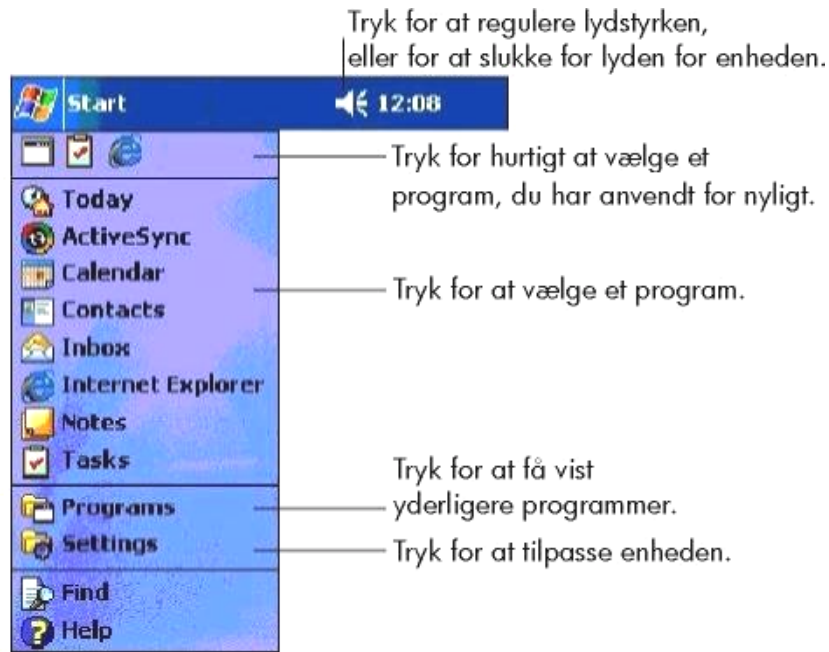 Tryk for at regulere lydstyrken,
eller for at slukke for lyden for enheden.
Start 12:08
Tryk for hurtigt at vælge et
program, du har anvendt for nyligt.
Today
ActiveSync
Calendar
Tryk for at vælge et program.
Contacts
Inbox
Internet Explorer
Notes
Tasks
Tryk for at få vist
yderligere programmer.
Programs
Settings
Tryk for at tilpasse enheden.
Find
Help